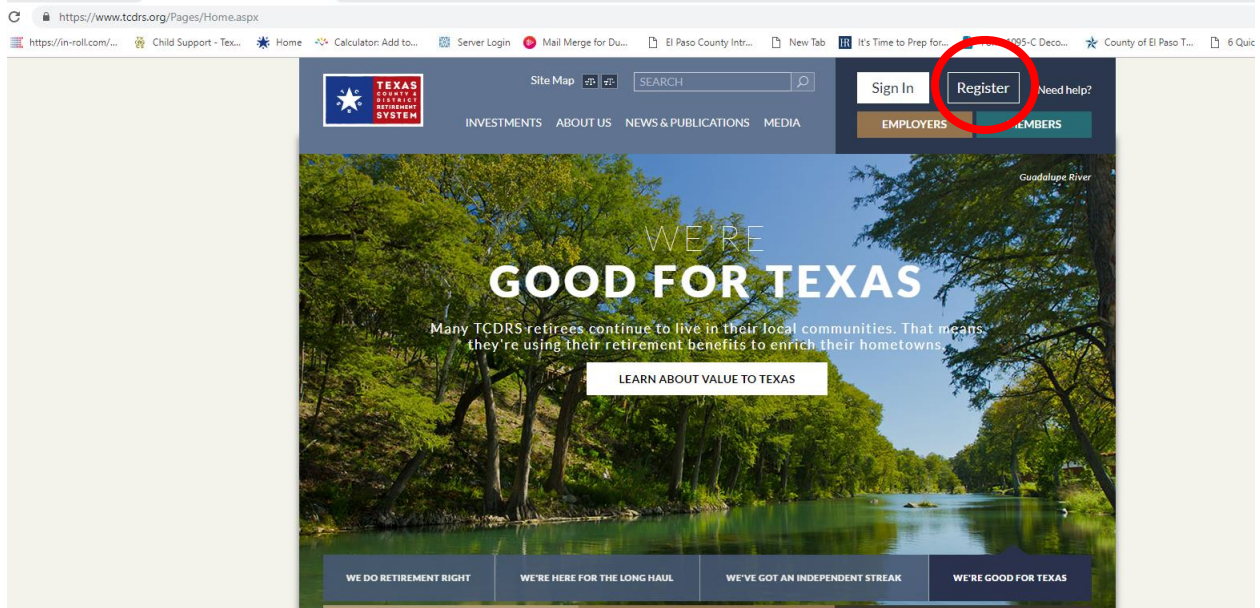 https://www.tcdrs.org/Pages/Home.aspx
https://in-roll.com/... Child Support - Tex... Home Calculator: Add to... Server Login Mail Merge for Du... El Paso County Intr... New Tab It's Time to Prep for... 1095-C Deco... County of El Paso T... 6 Quic
TEXAS
COUNTY &
DISTRICT
RETIREMENT
SYSTEM
Site Map SEARCH
Sign In Register Need help?
INVESTMENTS ABOUT US NEWS & PUBLICATIONS MEDIA
EMPLOYERS MEMBERS
Guadalupe River
WE'RE
GOOD FOR TEXAS
Many TCDRS retirees continue to live in their local communities. That means
they're using their retirement benefits to enrich their hometowns.
LEARN ABOUT VALUE TO TEXAS
WE DO RETIREMENT RIGHT WE'RE HERE FOR THE LONG HAUL WE'VE GOT AN INDEPENDENT STREAK WE'RE GOOD FOR TEXAS